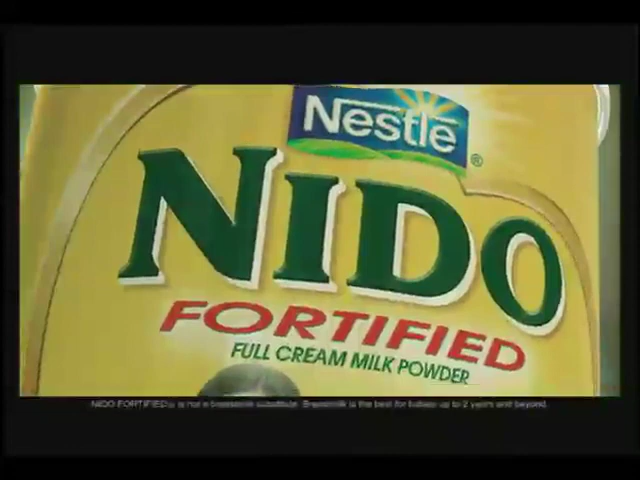 Nestlé
NIDO
FORTIFIED
FULL CREAM MILK POWDER
NIDO FORTIFIED is not a breastmilk substitute. Breastmilk is the best for babies up to 2 years and beyond.